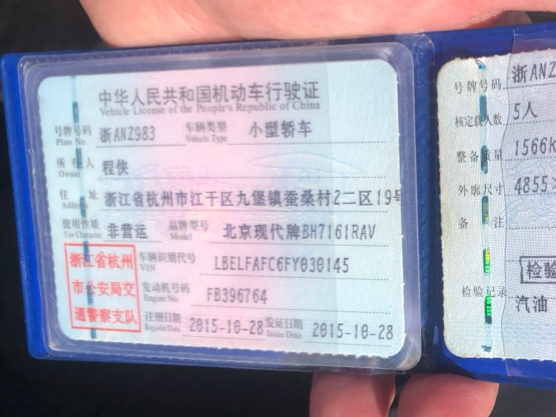 中华人民共和国机动车行驶证
Vehicle License of the People's Republic of China
号牌号码 浙ANZ983 车辆类型 小型轿车
Plate No. Vehicle Type
所有人 程侠
Owner
住址 浙江省杭州市江干区九堡镇蚕桑村2二区19号
Address
使用性质 非营运 品牌型号 北京现代牌BH7161RAV
Use Character Model
浙江省杭州
市公安局交
通警察支队
车辆识别代号 LBELFAFC6FY030145
VIN
发动机号码 FB396764
Engine No.
注册日期 2015-10-28 发证日期 2015-10-28
Register Date Issue Date
号牌号码 浙ANZ
核定载人数 5人
整备质量 1566k
外廓尺寸 4855
备注
检验
检验记录
汽油